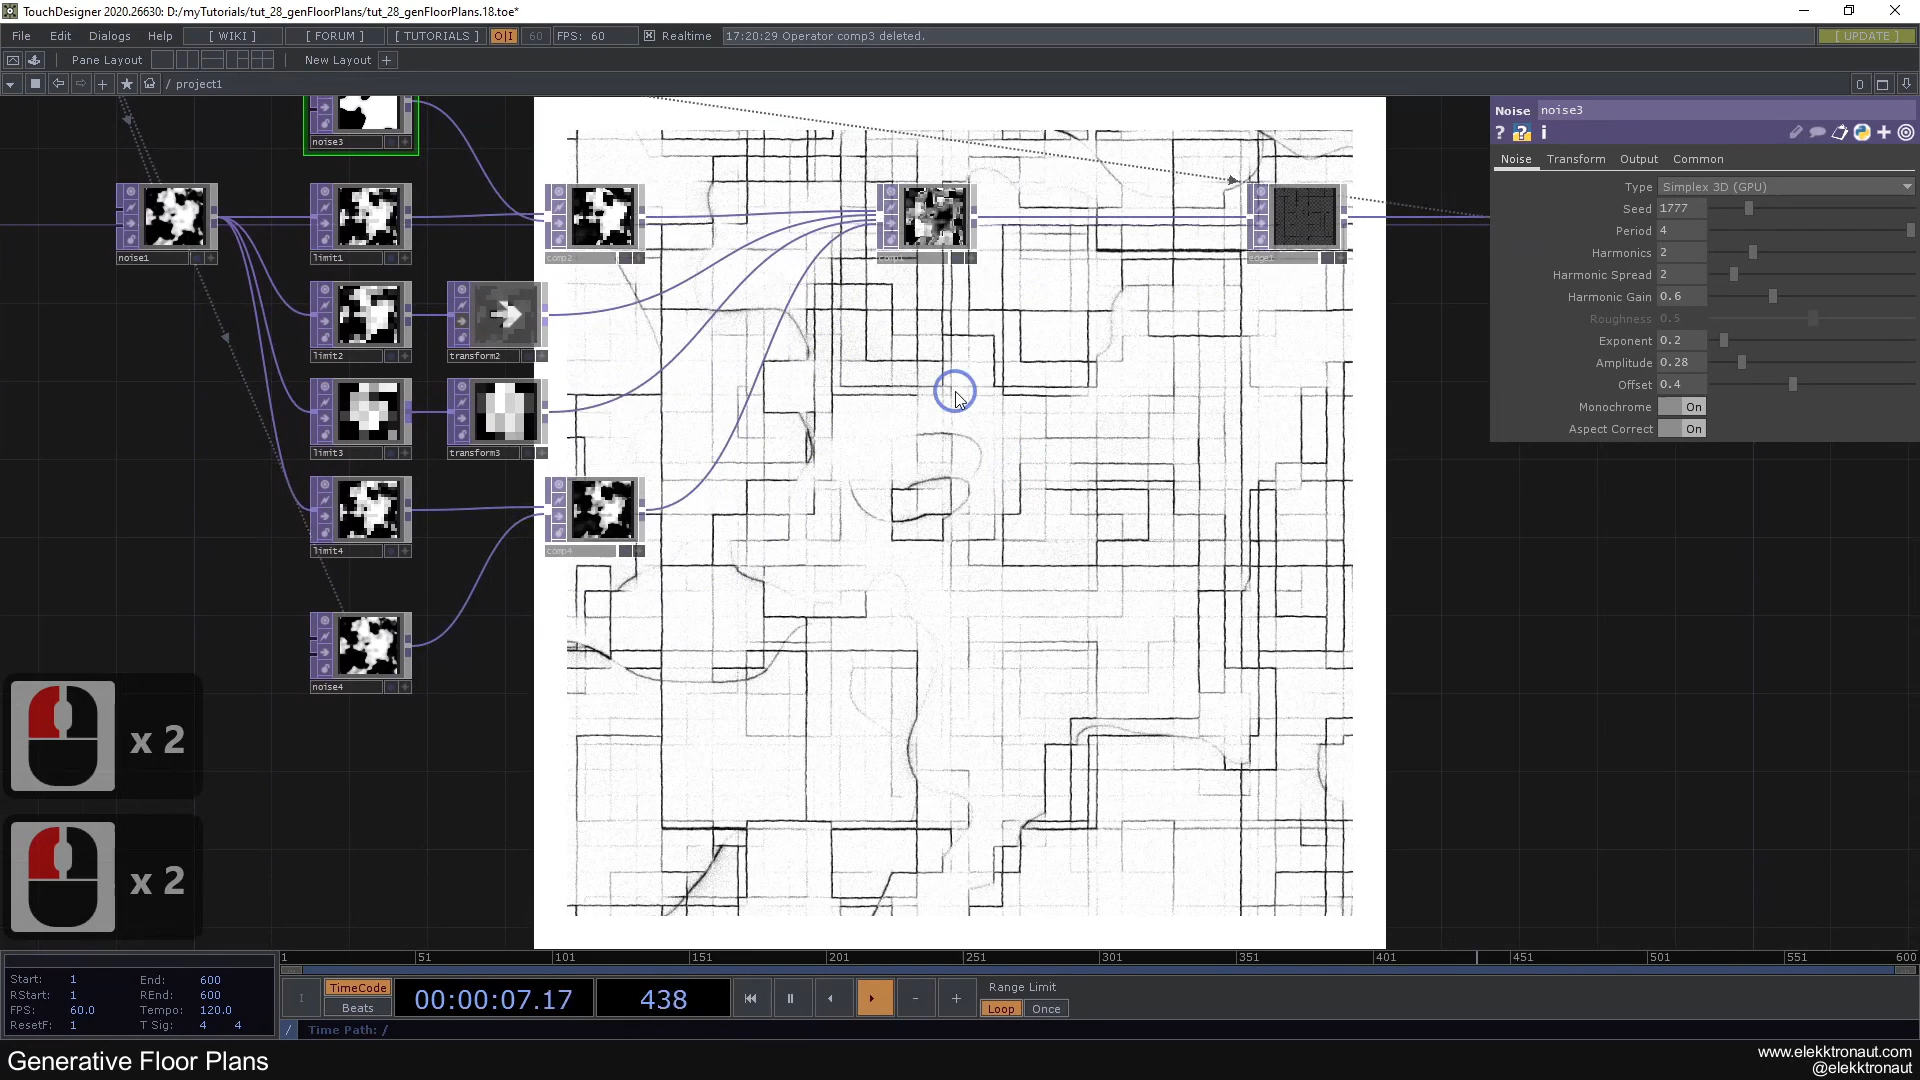 TouchDesigner 2020.26630: D:/myTutorials/tut_28_genFloorPlans/tut_28_genFloorPlans.18.toe*
File Edit Dialogs Help [ WIKI ] [ FORUM ] [ TUTORIALS ] O|I 60 FPS: 60 Realtime 17:20:29 Operator comp3 deleted. [ UPDATE ]
Pane Layout New Layout +
/ project1 0
Noise noise3
? ? i
Noise Transform Output Common
Type Simplex 3D (GPU)
Seed 1777
Period 4
Harmonics 2
Harmonic Spread 2
Harmonic Gain 0.6
Roughness 0.5
Exponent 0.2
Amplitude 0.28
Offset 0.4
Monochrome On
Aspect Correct On
noise3
noise1
limit1
comp2
comp1
edge1
limit2
transform2
limit3
transform3
limit4
comp4
noise4
x 2
x 2
1 51 101 151 201 251 301 351 401 451 501 551 600
Start: 1 End: 600
RStart: 1 REnd: 600
FPS: 60.0 Tempo: 120.0
ResetF: 1 T Sig: 4 4
TimeCode
Beats
00:00:07.17
438
Range Limit
Loop Once
/ Time Path: /
Generative Floor Plans
www.elekktronaut.com
@elekktronaut